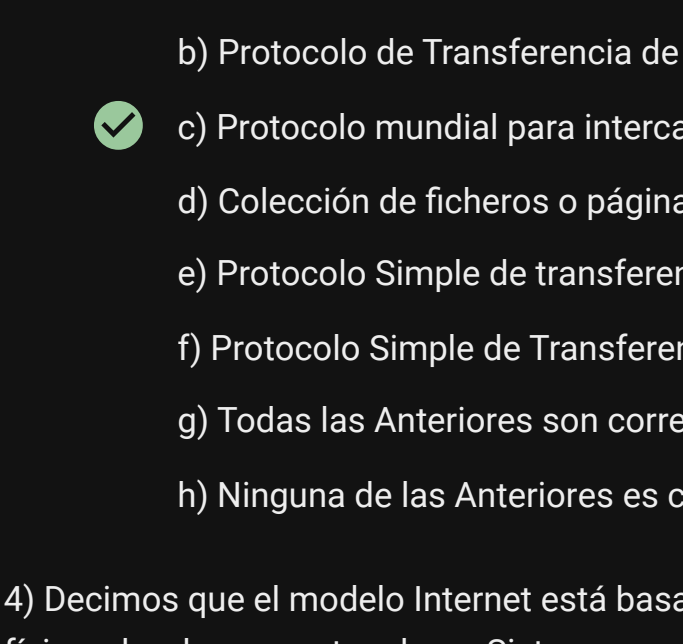 b) Protocolo de Transferencia de
c) Protocolo mundial para interca
d) Colección de ficheros o página
e) Protocolo Simple de transferen
f) Protocolo Simple de Transferen
g) Todas las Anteriores son corre
h) Ninguna de las Anteriores es c
4) Decimos que el modelo Internet está basa